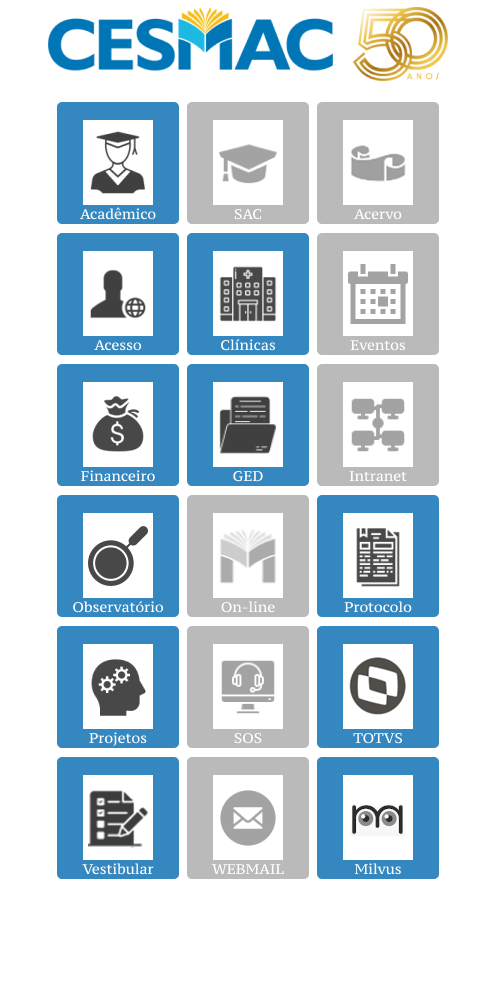 CESMAC 50 ANOS
Acadêmico SAC Acervo
Acesso Clínicas Eventos
Financeiro GED Intranet
Observatório On-line Protocolo
Projetos SOS TOTVS
Vestibular WEBMAIL Milvus